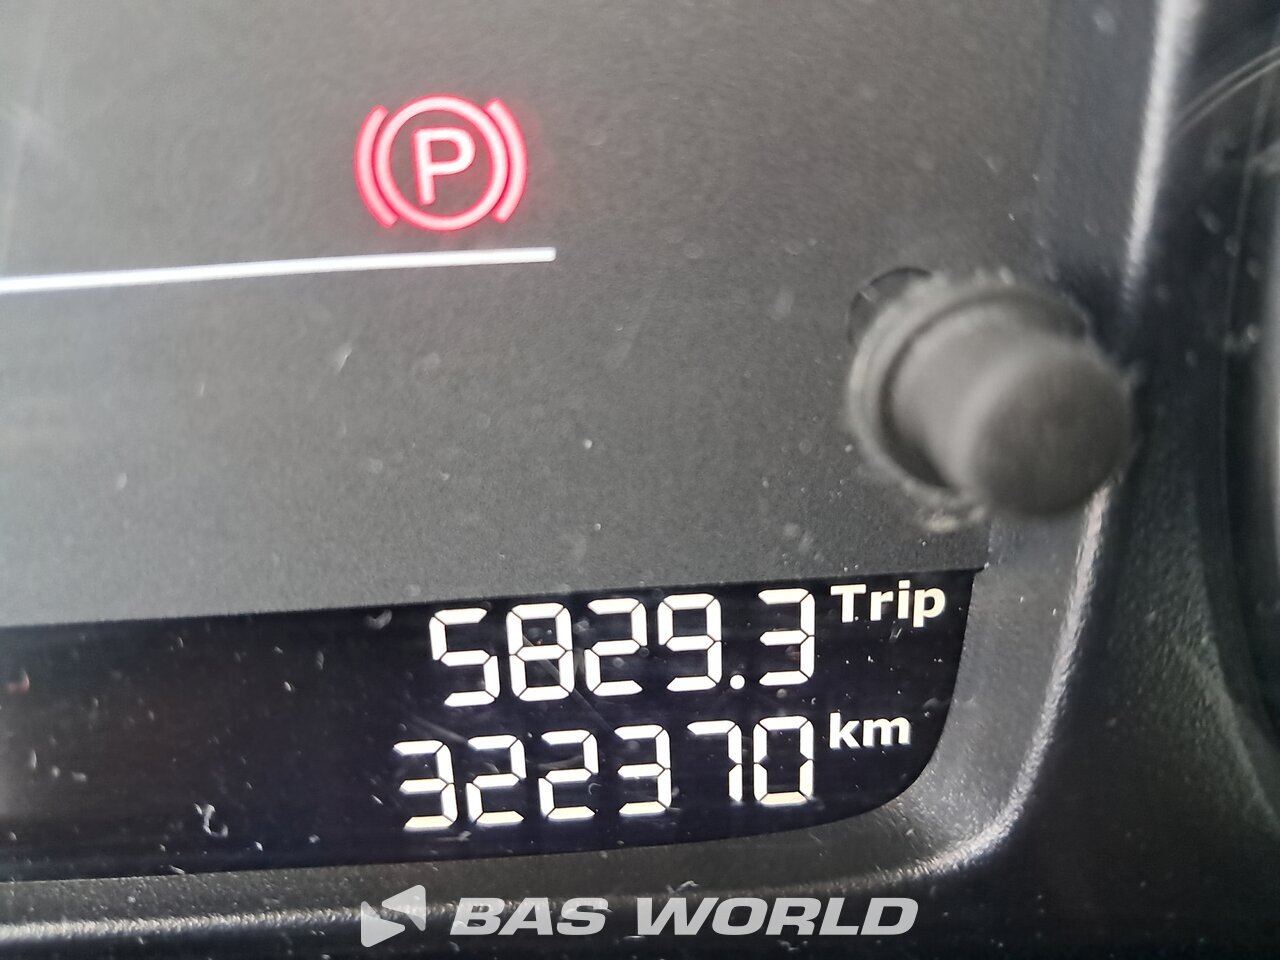 P
5829.3 Trip
322370 km
BAS WORLD